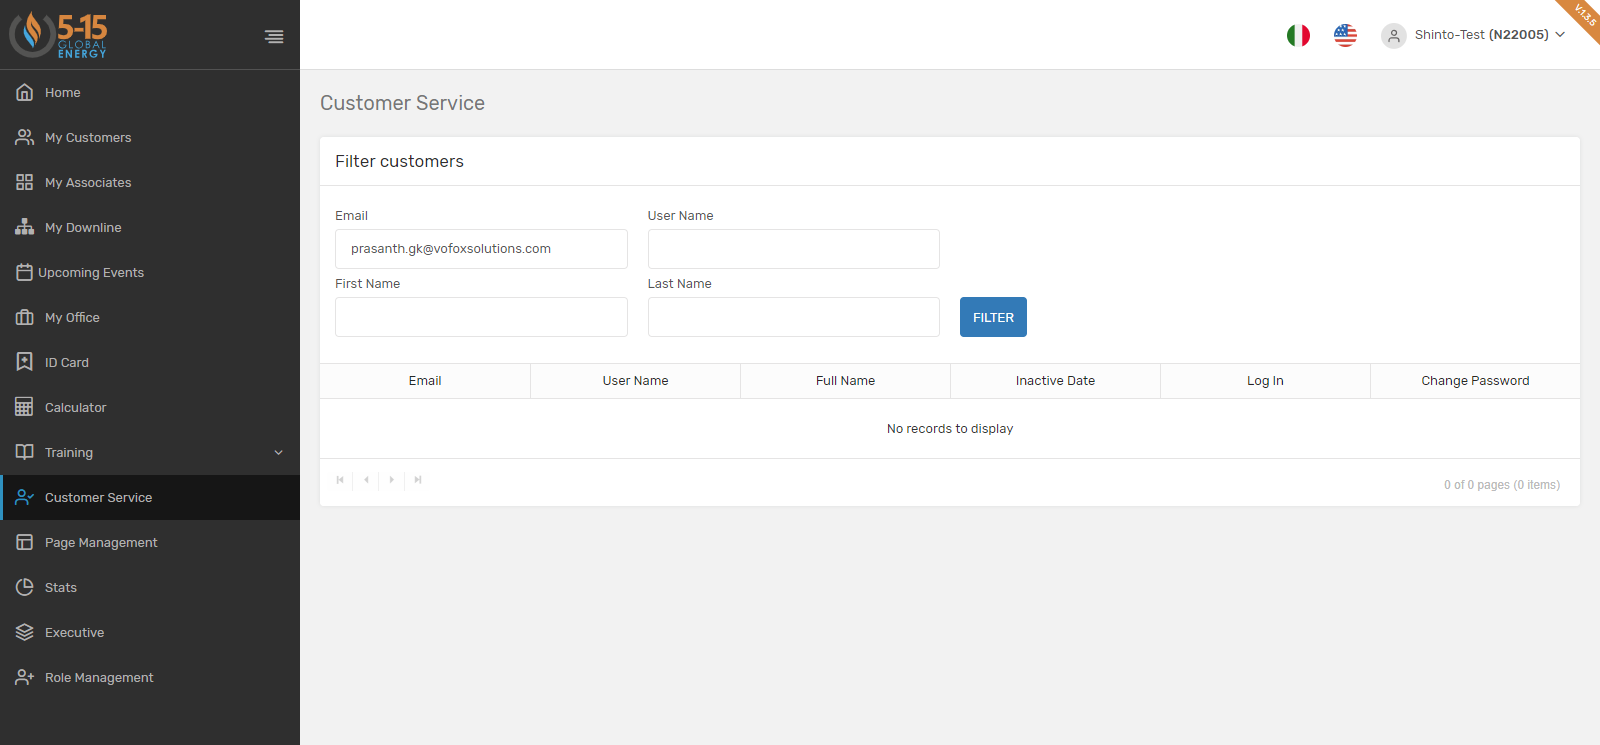 5-15
GLOBAL
ENERGY
Shinto-Test (N22005)
V.1.3.5
Home
My Customers
My Associates
My Downline
Upcoming Events
My Office
ID Card
Calculator
Training
Customer Service
Page Management
Stats
Executive
Role Management
Customer Service
Filter customers
Email User Name
prasanth.gk@vofoxsolutions.com
First Name Last Name
FILTER
Email User Name Full Name Inactive Date Log In Change Password
No records to display
0 of 0 pages (0 items)